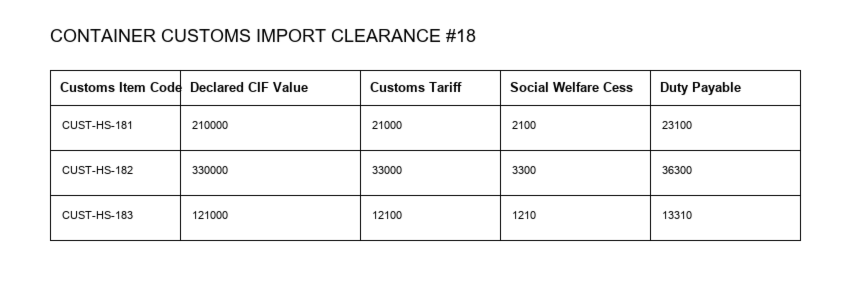 CONTAINER CUSTOMS IMPORT CLEARANCE #18
Customs Item Code Declared CIF Value Customs Tariff Social Welfare Cess Duty Payable
CUST-HS-181 210000 21000 2100 23100
CUST-HS-182 330000 33000 3300 36300
CUST-HS-183 121000 12100 1210 13310